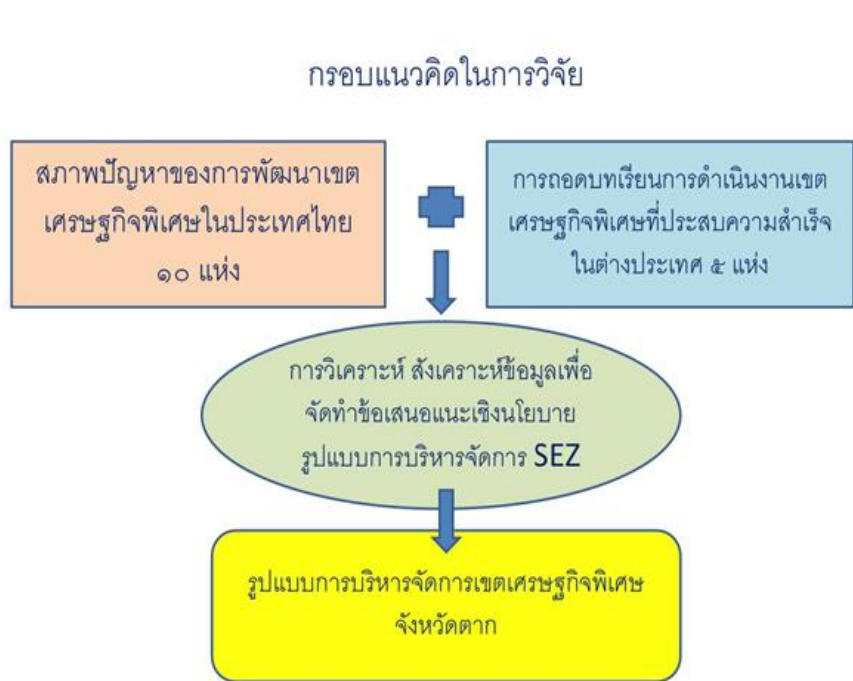 กรอบแนวคิดในการวิจัย
สภาพปัญหาของการพัฒนาเขต
เศรษฐกิจพิเศษในประเทศไทย
๑๐ แห่ง
การถอดบทเรียนการดำเนินงานเขต
เศรษฐกิจพิเศษที่ประสบความสำเร็จ
ในต่างประเทศ ๕ แห่ง
การวิเคราะห์ สังเคราะห์ข้อมูลเพื่อ
จัดทำข้อเสนอแนะเชิงนโยบาย
รูปแบบการบริหารจัดการ SEZ
รูปแบบการบริหารจัดการเขตเศรษฐกิจพิเศษ
จังหวัดตาก